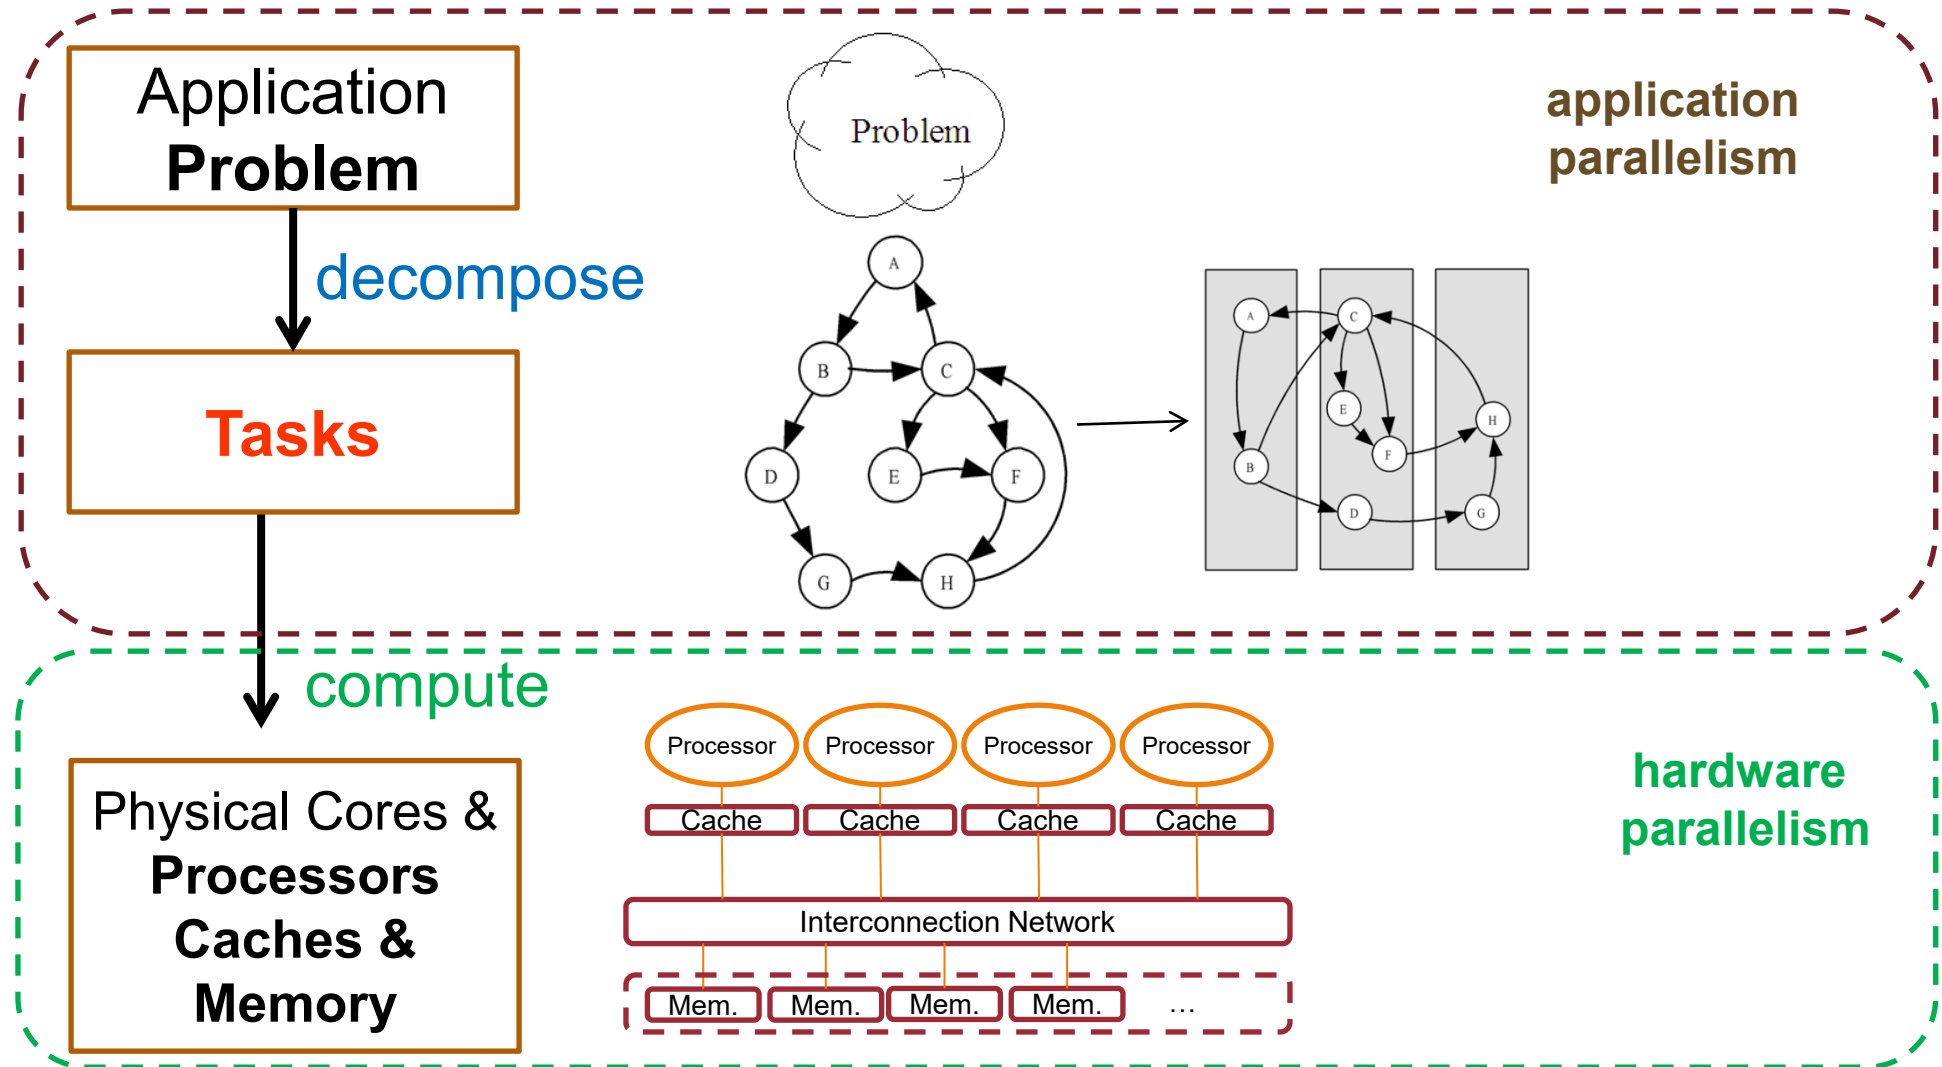 Application
Problem
decompose
Tasks
Problem
application
parallelism
A
B
C
D
E
F
G
H
A
C
E
H
F
B
D
G
compute
Physical Cores &
Processors
Caches &
Memory
Processor Processor Processor Processor
Cache Cache Cache Cache
Interconnection Network
Mem. Mem. Mem. Mem. ...
hardware
parallelism